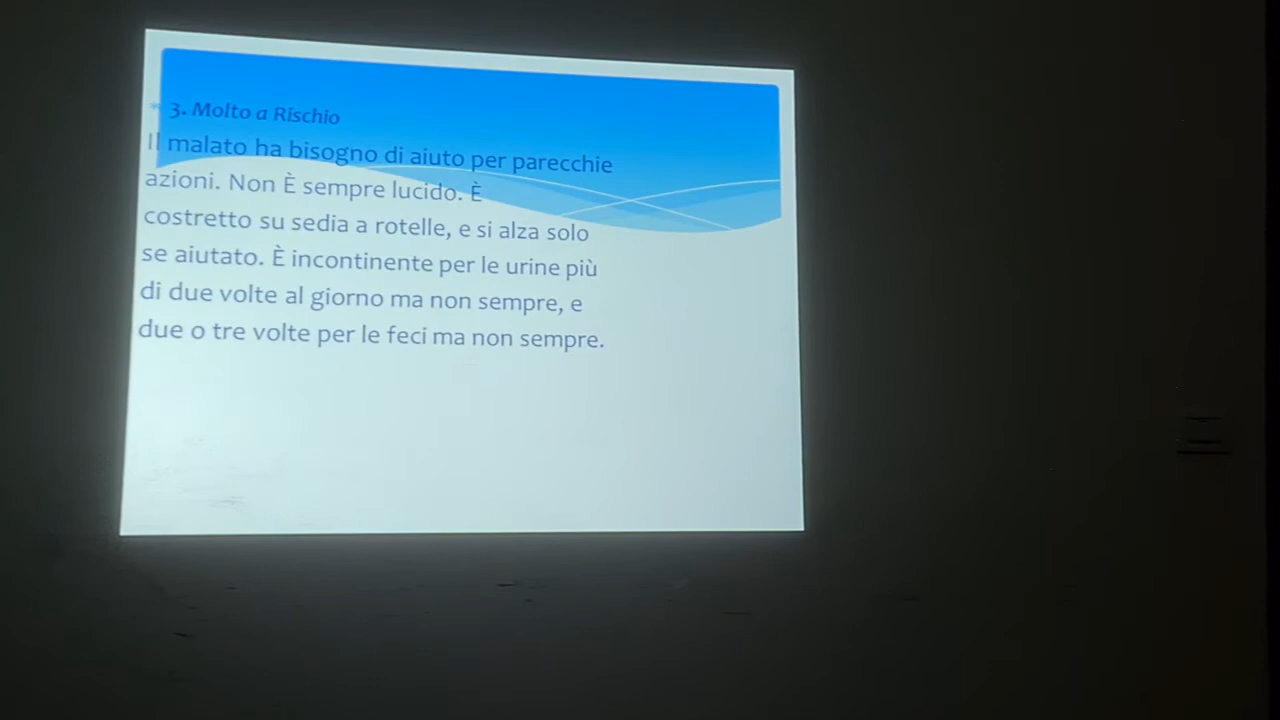 * 3. Molto a Rischio
Il malato ha bisogno di aiuto per parecchie
azioni. Non È sempre lucido. È
costretto su sedia a rotelle, e si alza solo
se aiutato. È incontinente per le urine più
di due volte al giorno ma non sempre, e
due o tre volte per le feci ma non sempre.